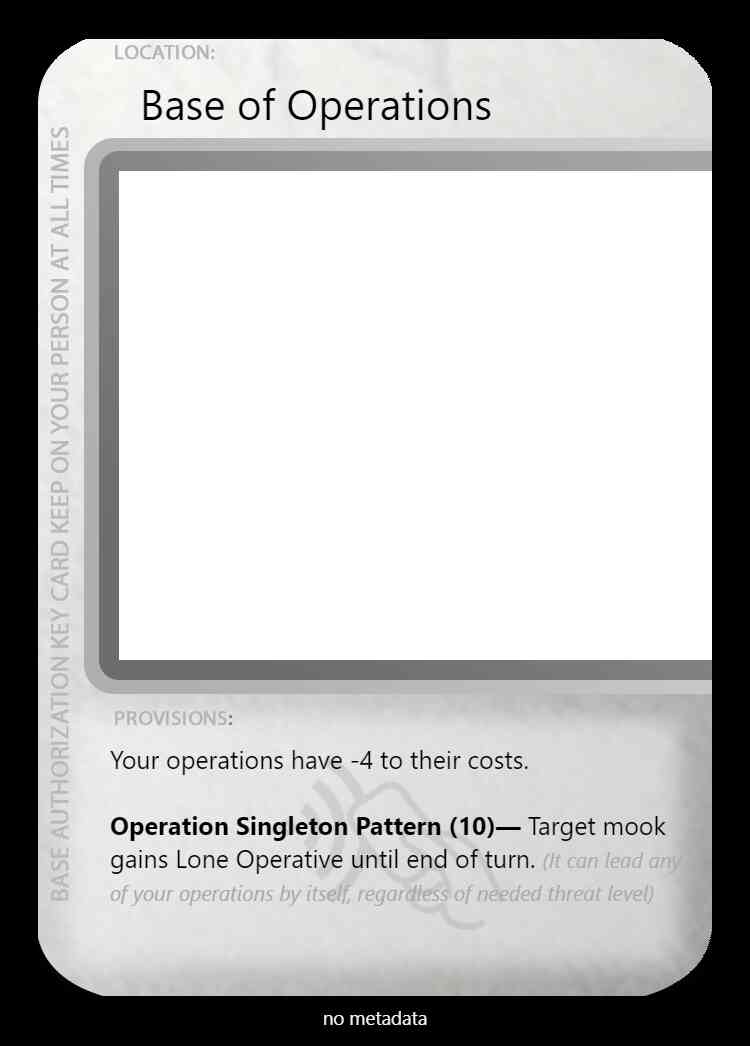 LOCATION:
Base of Operations
BASE AUTHORIZATION KEY CARD KEEP ON YOUR PERSON AT ALL TIMES
PROVISIONS:
Your operations have -4 to their costs.
Operation Singleton Pattern (10)— Target mook
gains Lone Operative until end of turn. (It can lead any
of your operations by itself, regardless of needed threat level)
no metadata